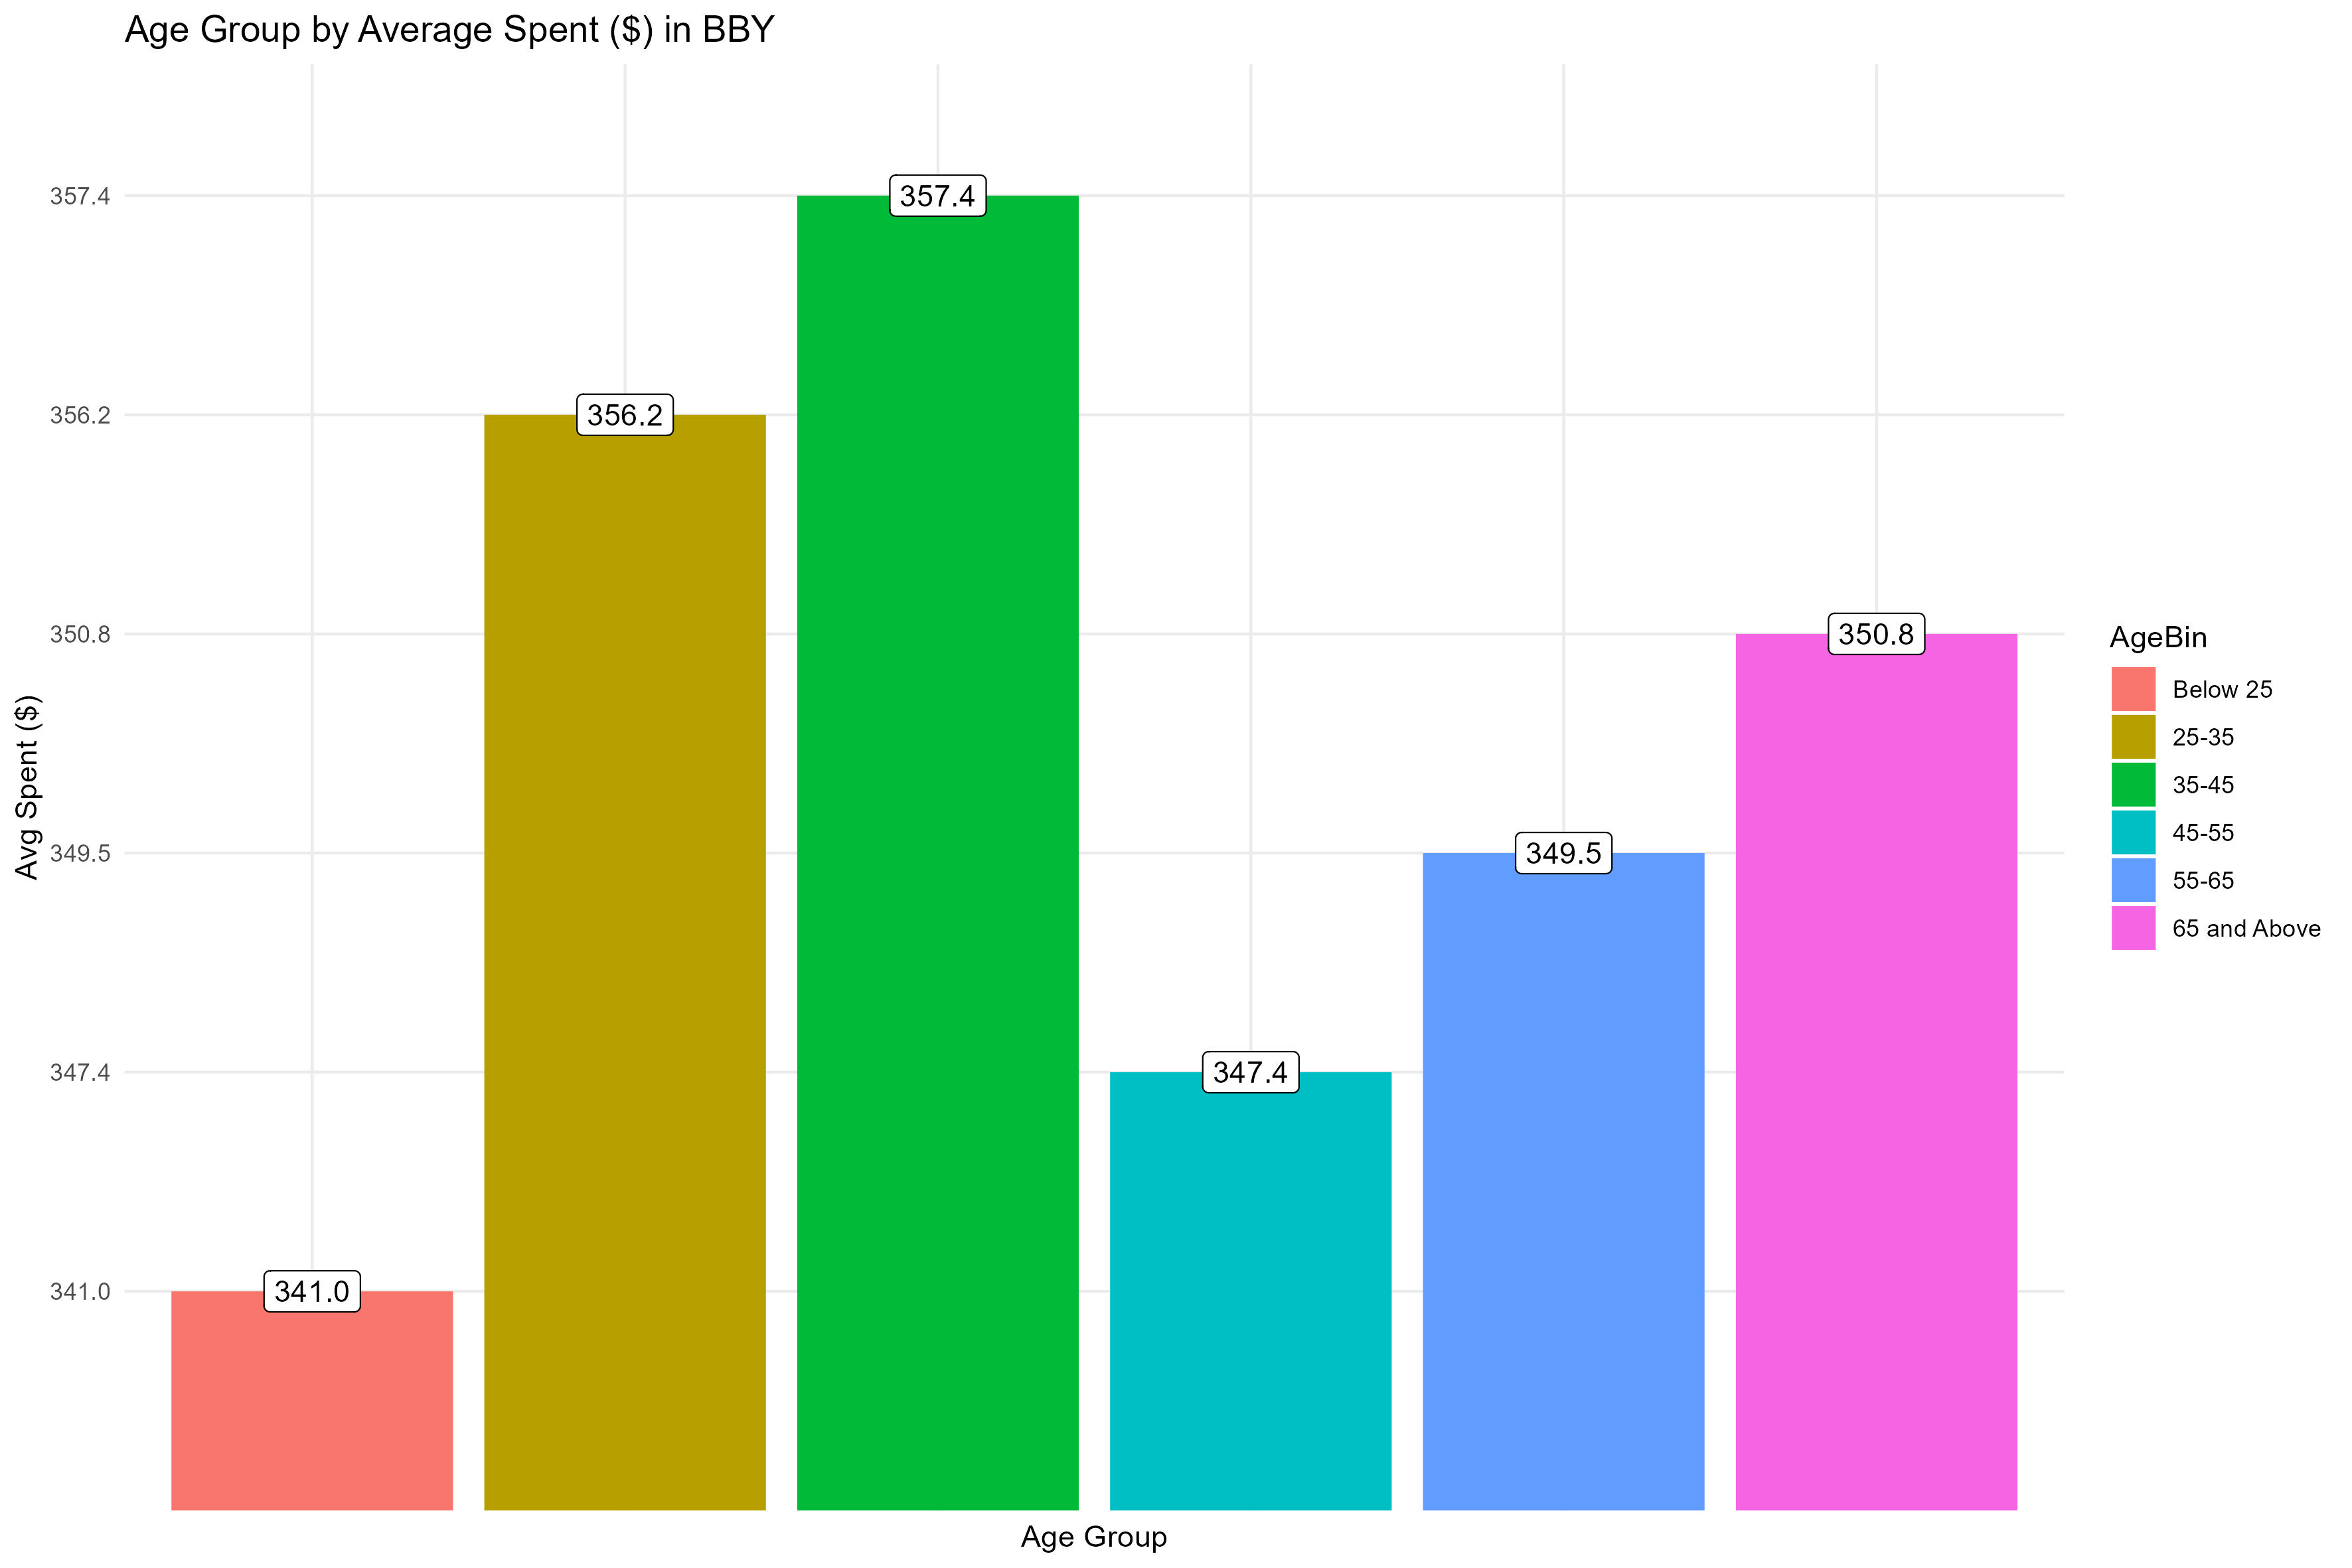 Age Group by Average Spent ($) in BBY
Avg Spent ($)
357.4
356.2
350.8
349.5
347.4
341.0
341.0
356.2
357.4
347.4
349.5
350.8
Age Group
AgeBin
Below 25
25-35
35-45
45-55
55-65
65 and Above